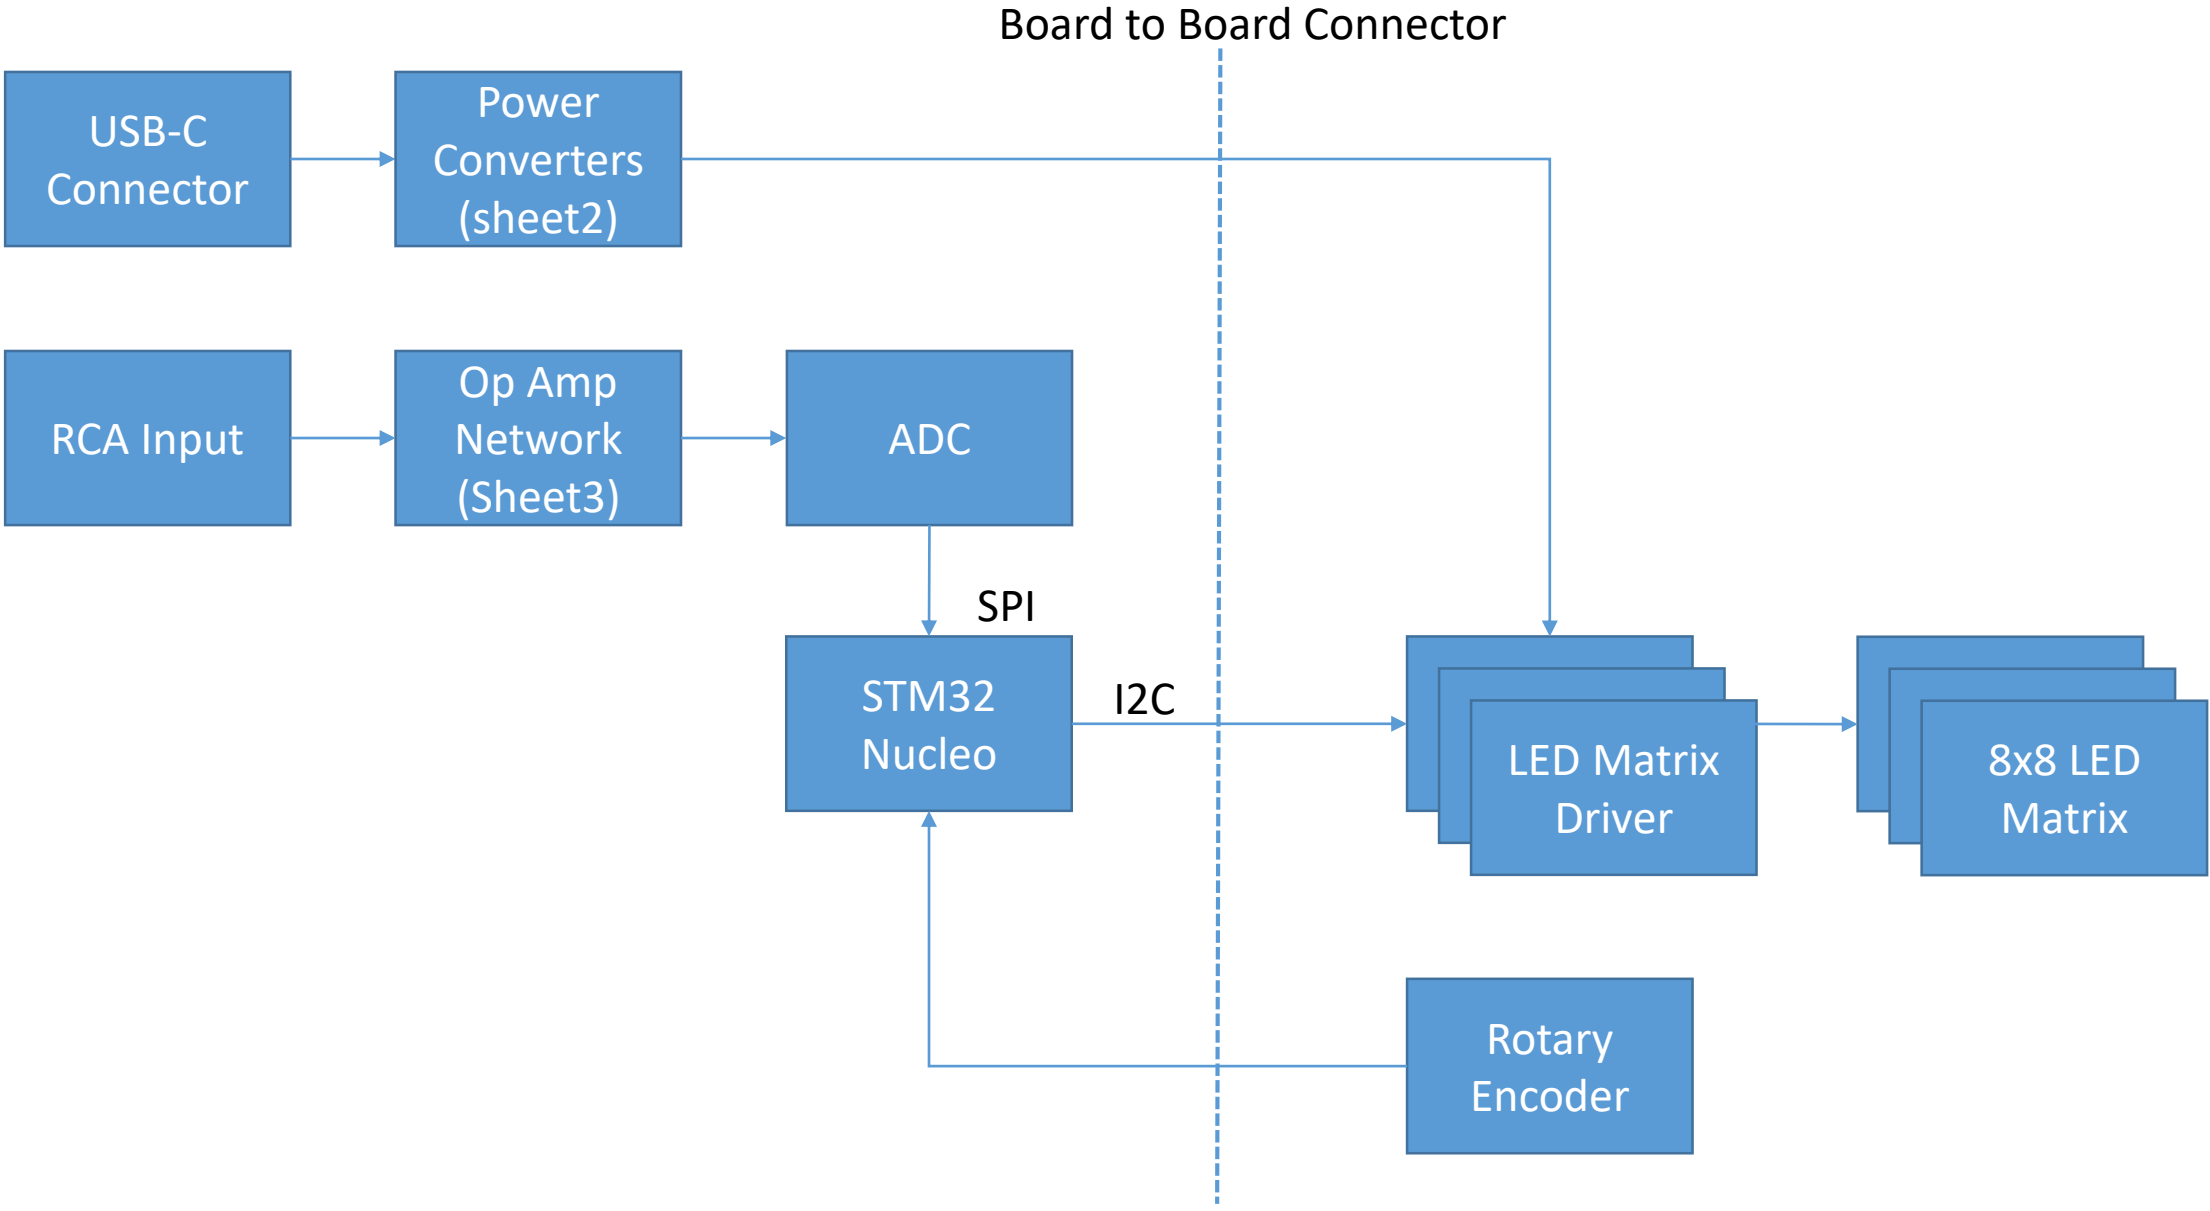 Board to Board Connector
USB-C
Connector
Power
Converters
(sheet2)
RCA Input
Op Amp
Network
(Sheet3)
ADC
SPI
STM32
Nucleo
I2C
LED Matrix
Driver
8x8 LED
Matrix
Rotary
Encoder